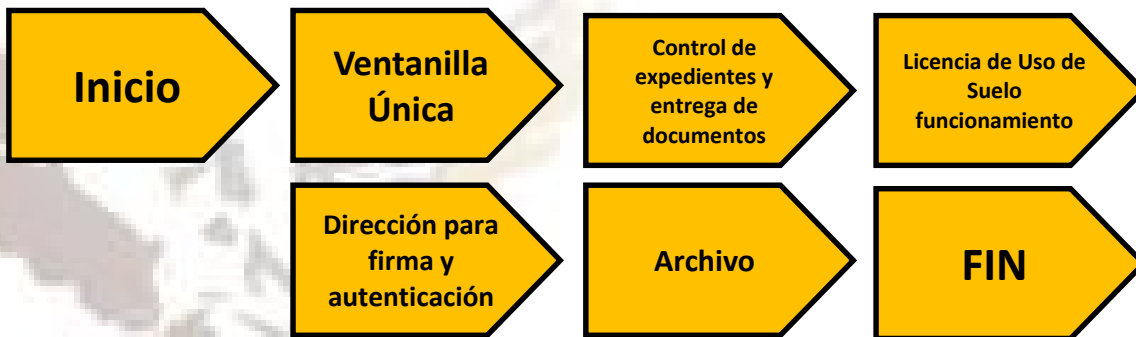 Inicio
Ventanilla
Única
Control de
expedientes y
entrega de
documentos
Licencia de Uso de
Suelo
funcionamiento
Dirección para
firma y
autenticación
Archivo
FIN